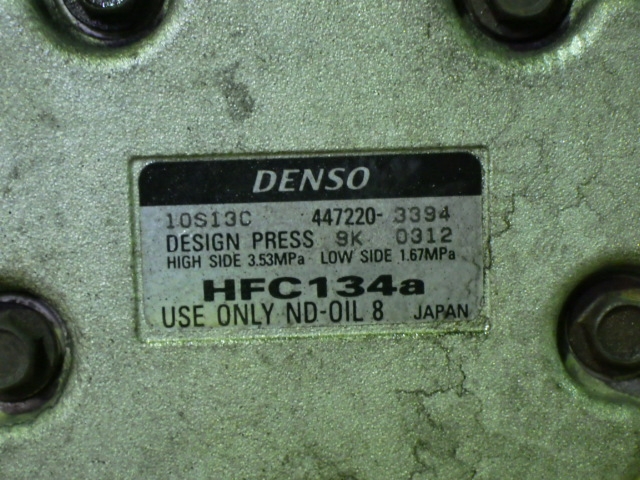 DENSO
10S13C 447220-3394
DESIGN PRESS 9K 0312
HIGH SIDE 3.53MPa LOW SIDE 1.67MPa
HFC134a
USE ONLY ND-OIL 8 JAPAN